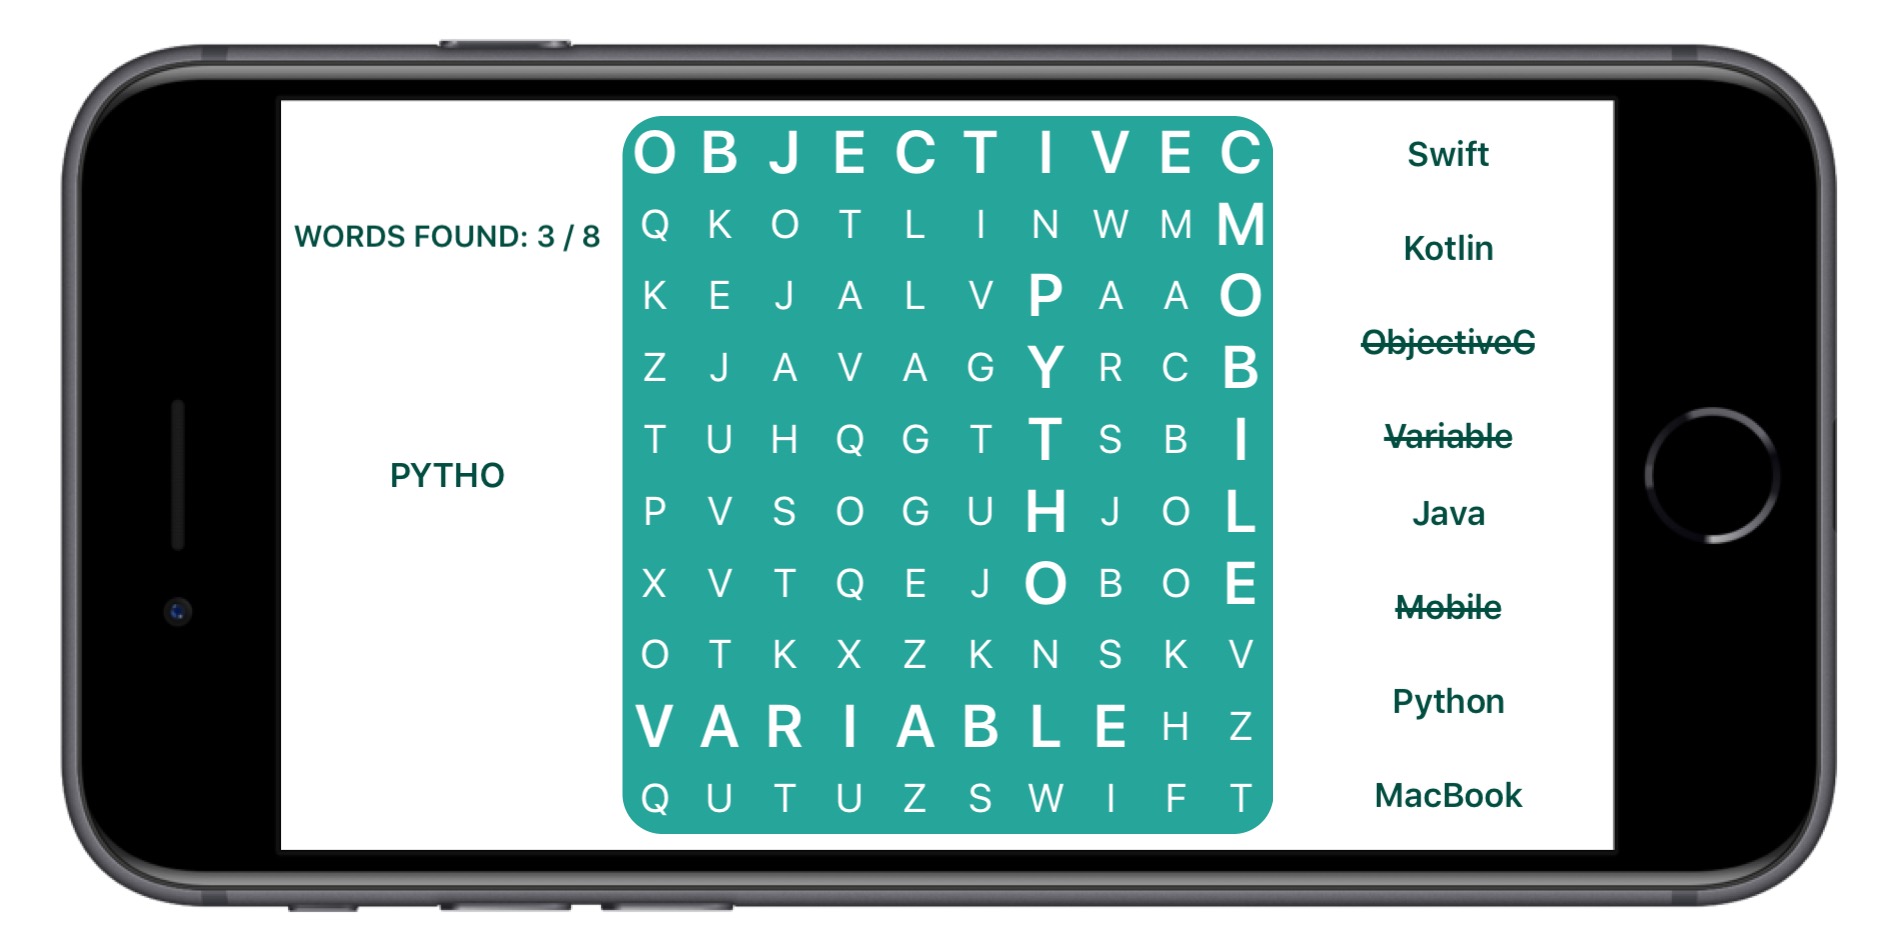 WORDS FOUND: 3 / 8
PYTHO
O B J E C T I V E C
Q K O T L I N W M M
K E J A L V P A A O
Z J A V A G Y R C B
T U H Q G T T S B I
P V S O G U H J O L
X V T Q E J O B O E
O T K X Z K N S K V
V A R I A B L E H Z
Q U T U Z S W I F T
Swift
Kotlin
ObjectiveC
Variable
Java
Mobile
Python
MacBook